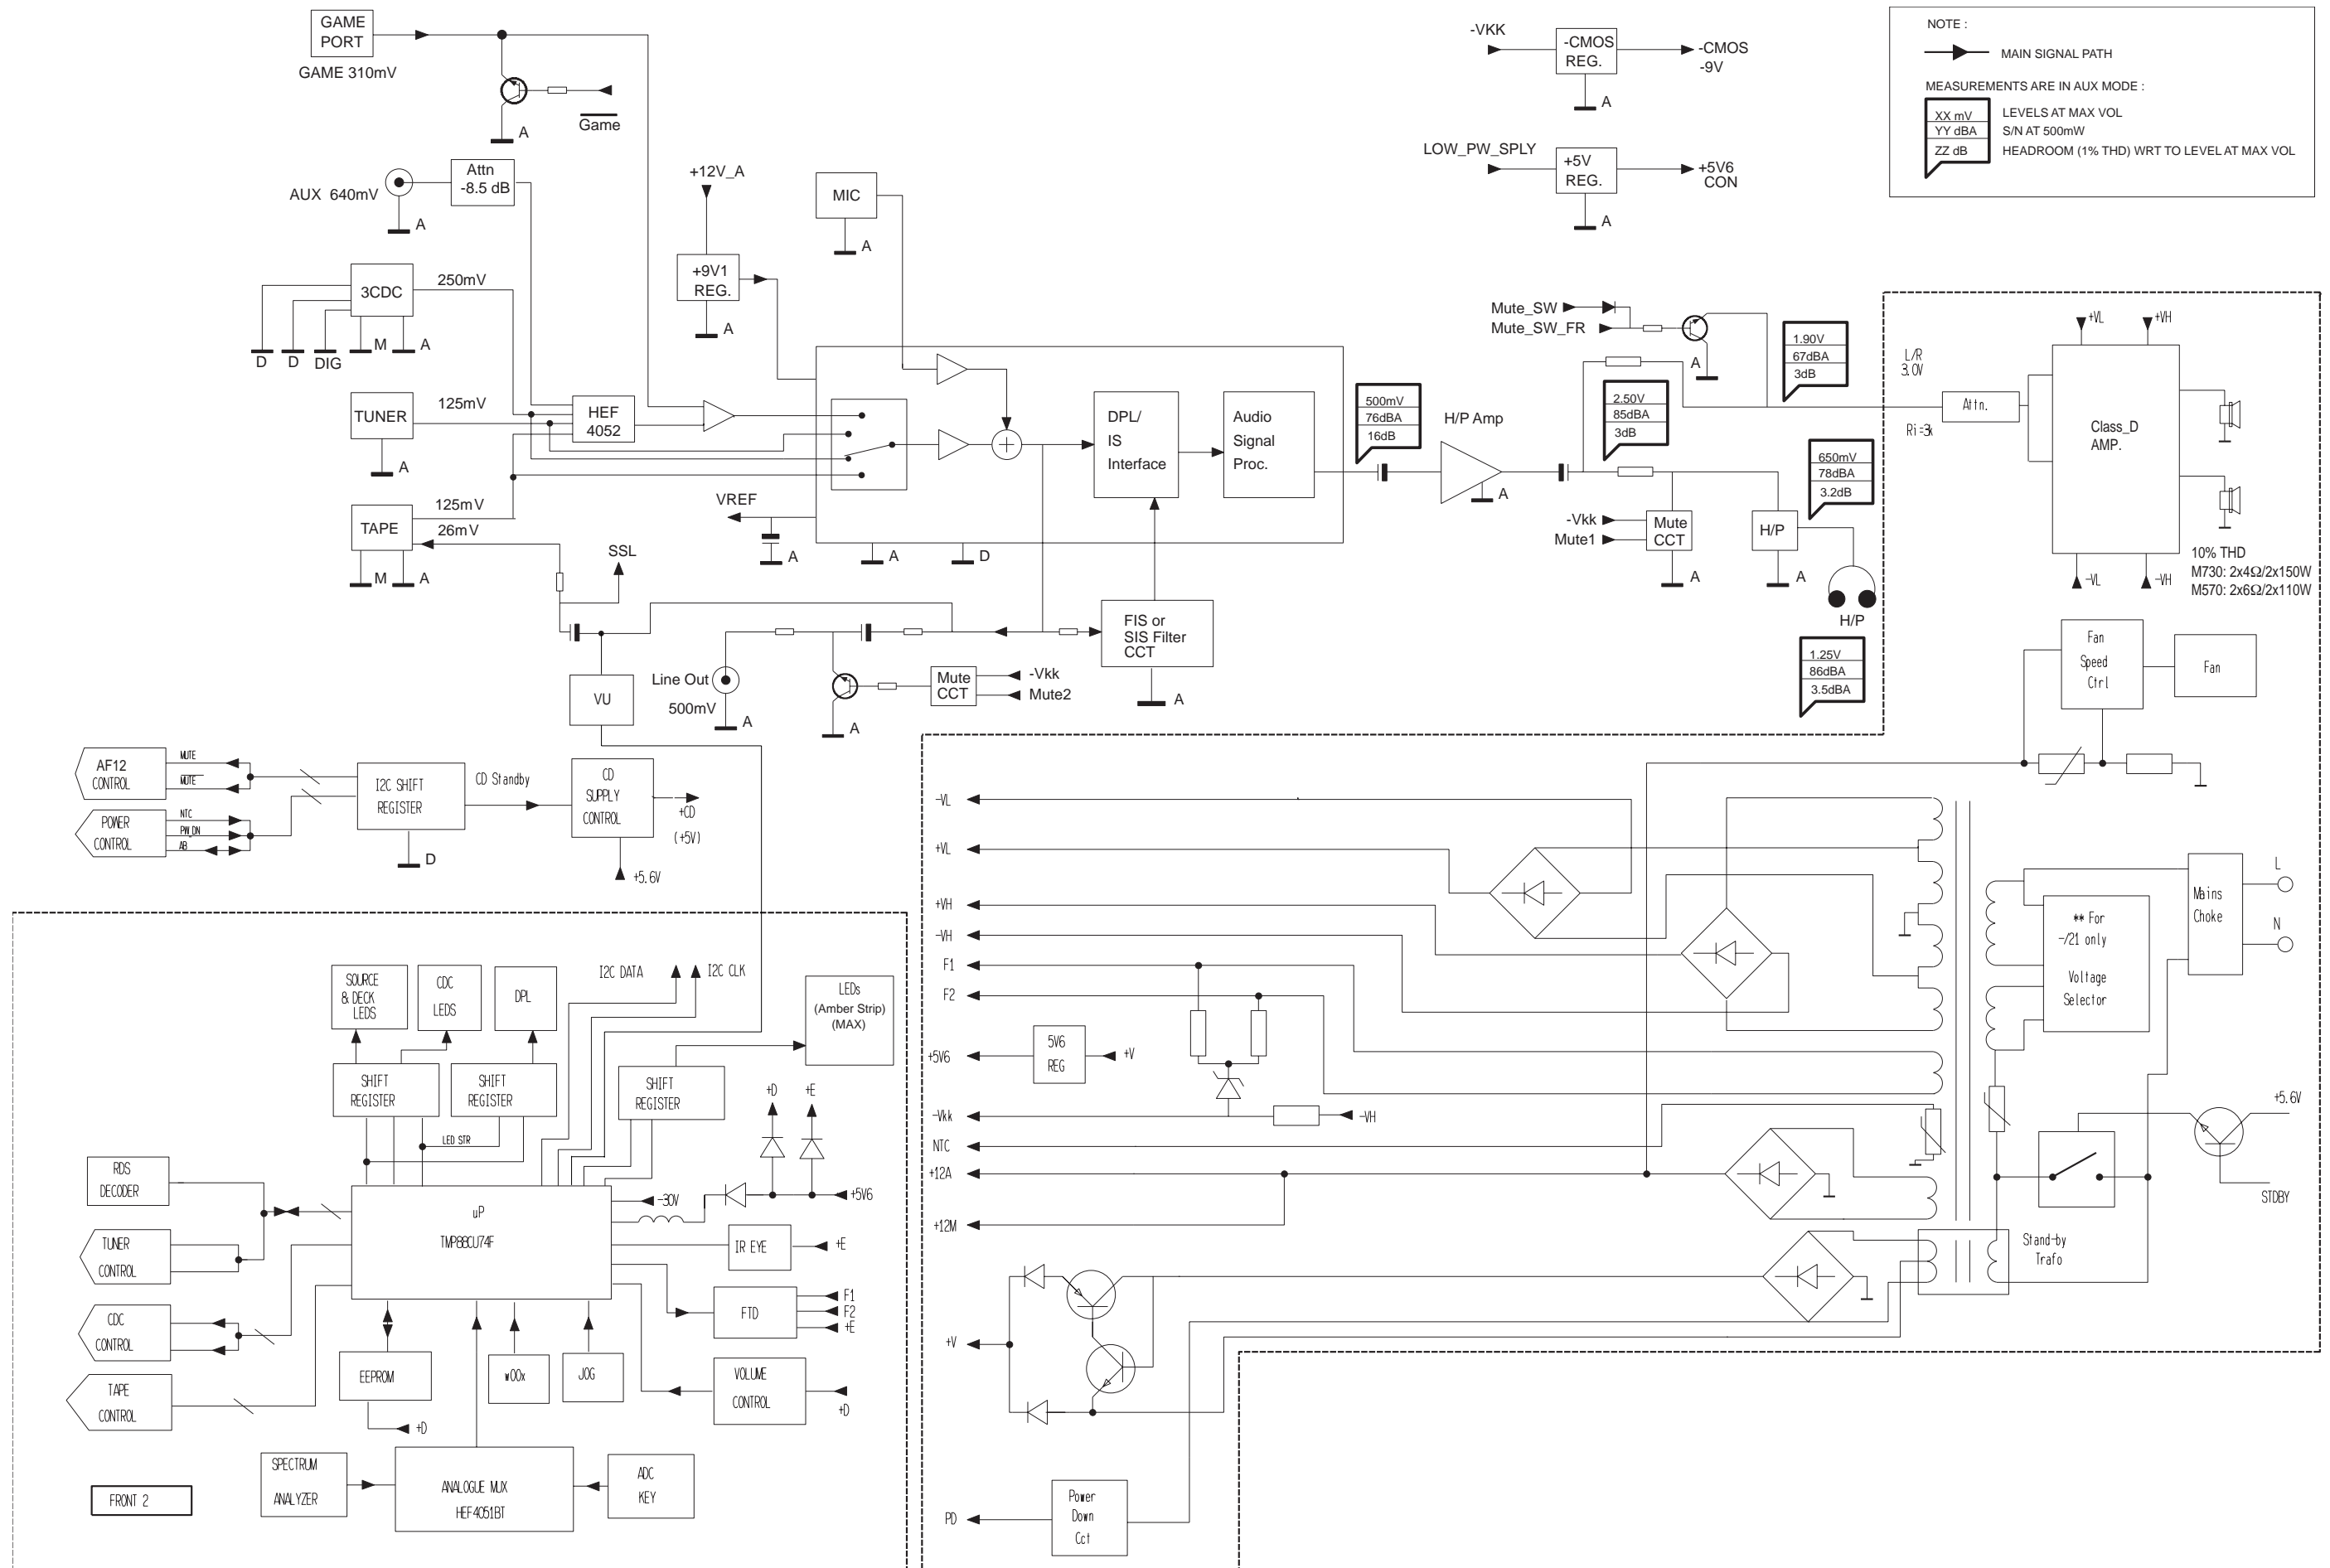 GAME
PORT
GAME 310mV
A
Game
AUX 640mV
Attn
-8.5 dB
A
3CDC
250mV
D
D
DIG
M
A
TUNER
125mV
A
HEF
4052
TAPE
125mV
26mV
M
A
SSL
+12V_A
+9V1
REG.
A
MIC
A
VREF
A
A
D
DPL/
IS
Interface
Audio
Signal
Proc.
-VKK
-CMOS
REG.
-CMOS
-9V
A
LOW_PW_SPLY
+5V
REG.
+5V6
CON
A
NOTE :
MAIN SIGNAL PATH
MEASUREMENTS ARE IN AUX MODE :
XX mV
YY dBA
ZZ dB
LEVELS AT MAX VOL
S/N AT 500mW
HEADROOM (1% THD) WRT TO LEVEL AT MAX VOL
Mute_SW
Mute_SW_FR
A
500mV
76dBA
16dB
H/P Amp
A
2.50V
85dBA
3dB
1.90V
67dBA
3dB
650mV
78dBA
3.2dB
-Vkk
Mute1
Mute
CCT
A
H/P
A
H/P
1.25V
86dBA
3.5dBA
L/R
3.0V
Ri=3k
Attn.
+VL
+VH
Class_D
AMP.
-VL
-VH
10% THD
M730: 2x4Ω/2x150W
M570: 2x6Ω/2x110W
Fan
Speed
Ctrl
Fan
VU
Line Out
500mV
A
A
Mute
CCT
-Vkk
Mute2
FIS or
SIS Filter
CCT
A
AF12
CONTROL
MUTE
MUTE
POWER
CONTROL
NTC
PW_DN
AB
I2C SHIFT
REGISTER
D
CD Standby
CD
SUPPLY
CONTROL
+CD
(+5V)
+5.6V
SOURCE
& DECK
LEDS
CDC
LEDS
DPL
I2C DATA
I2C CLK
LEDs
(Amber Strip)
(MAX)
SHIFT
REGISTER
SHIFT
REGISTER
SHIFT
REGISTER
LED STR
+D
+E
RDS
DECODER
TUNER
CONTROL
CDC
CONTROL
TAPE
CONTROL
uP
TMP88CU74F
-30V
+5V6
IR EYE
+E
FTD
F1
F2
+E
EEPROM
+D
w00x
JOG
VOLUME
CONTROL
+D
SPECTRUM
ANALYZER
ANALOGUE MUX
HEF4051BT
ADC
KEY
FRONT 2
-VL
+VL
+VH
-VH
F1
F2
+5V6
5V6
REG
+V
-Vkk
-VH
NTC
+12A
+12M
+V
PD
Power
Down
Cct
** For
-/21 only
Voltage
Selector
Mains
Choke
L
N
+5.6V
STDBY
Stand-by
Trafo